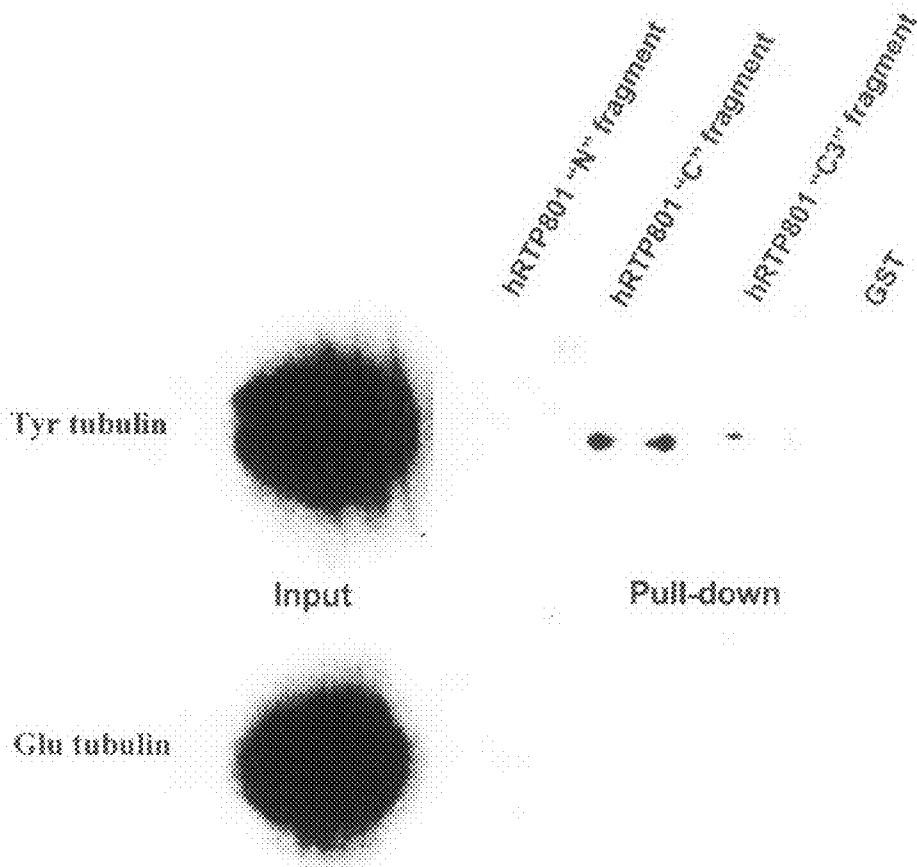 hRTP801 "N" fragment
hRTP801 "C" fragment
hRTP801 "C3" fragment
GST
Tyr tubulin
Input
Pull-down
Glu tubulin